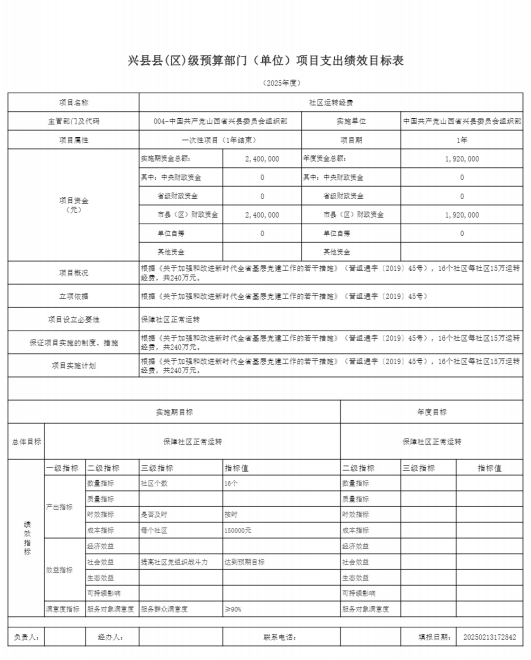 兴县县(区)级预算部门（单位）项目支出绩效目标表
（2025年度）
项目名称 社区运转经费
主管部门及代码 004-中国共产党山西省兴县委员会组织部 实施单位 中国共产党山西省兴县委员会组织部
项目属性 一次性项目（1年结束） 项目期 1年
项目资金（元）
实施期资金总额： 2,400,000 年度资金总额： 1,920,000
其中：中央财政资金 0 其中：中央财政资金 0
省级财政资金 0 省级财政资金 0
市县（区）财政资金 2,400,000 市县（区）财政资金 1,920,000
单位自筹 0 单位自筹 0
其他资金 其他资金
项目概况 根据《关于加强和改进新时代全省基层党建工作的若干措施》（晋组通字〔2019〕45号），16个社区每社区15万运转
经费，共240万元。
立项依据 根据《关于加强和改进新时代全省基层党建工作的若干措施》（晋组通字〔2019〕45号）
项目设立必要性 保障社区正常运转
保证项目实施的制度、措施 根据《关于加强和改进新时代全省基层党建工作的若干措施》（晋组通字〔2019〕45号），16个社区每社区15万运转
经费，共240万元。
项目实施计划 根据《关于加强和改进新时代全省基层党建工作的若干措施》（晋组通字〔2019〕45号），16个社区每社区15万运转
经费，共240万元。
实施期目标 年度目标
总体目标 保障社区正常运转 保障社区正常运转
绩效指标
一级指标 二级指标 三级指标 指标值 二级指标 三级指标 指标值
产出指标
数量指标 社区个数 16个 数量指标
质量指标 质量指标
时效指标 是否及时 按时 时效指标
成本指标 每个社区 150000元 成本指标
效益指标
经济效益 经济效益
社会效益 提高社区党组织战斗力 达到预期目标 社会效益
生态效益 生态效益
可持续影响 可持续影响
满意度指标 服务对象满意度 服务群众满意度 ≥90% 服务对象满意度
负责人： 经办人： 联系电话： 填报日期： 20250213172842